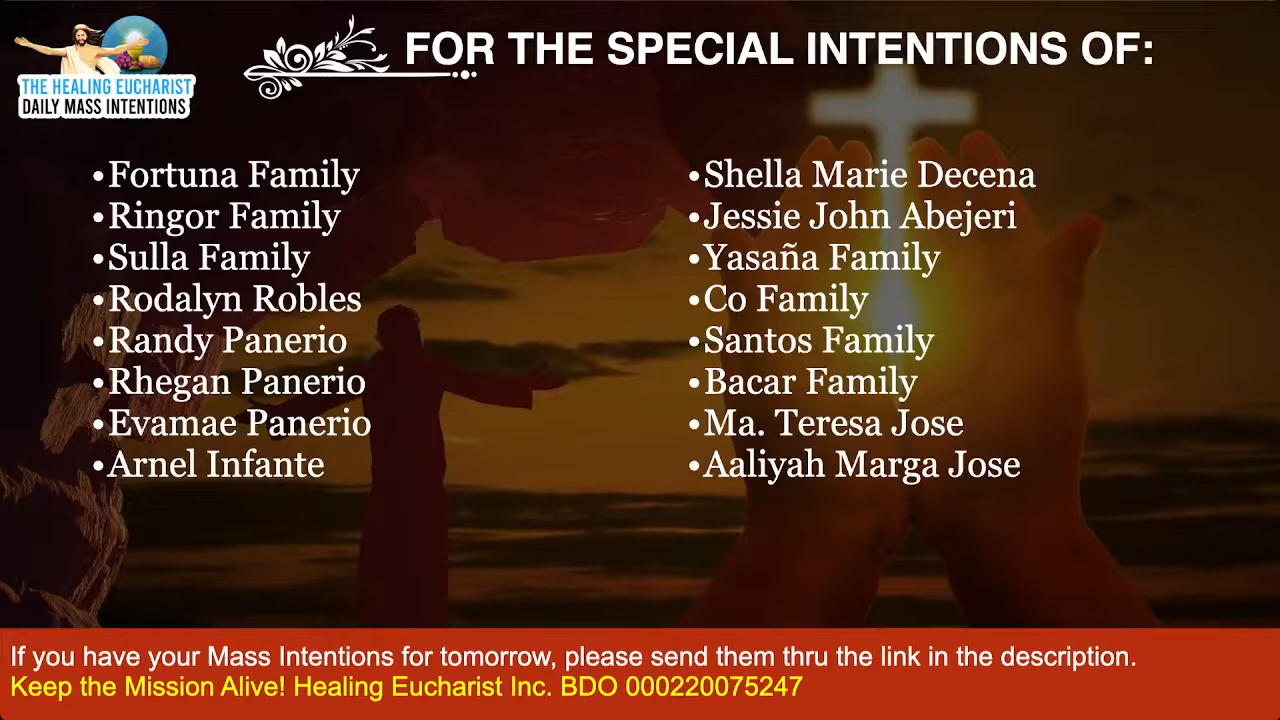 THE HEALING EUCHARIST
DAILY MASS INTENTIONS
FOR THE SPECIAL INTENTIONS OF:
•Fortuna Family
•Ringor Family
•Sulla Family
•Rodalyn Robles
•Randy Panerio
•Rhegan Panerio
•Evamae Panerio
•Arnel Infante
•Shella Marie Decena
•Jessie John Abejeri
•Yasaña Family
•Co Family
•Santos Family
•Bacar Family
•Ma. Teresa Jose
•Aaliyah Marga Jose
If you have your Mass Intentions for tomorrow, please send them thru the link in the description.
Keep the Mission Alive! Healing Eucharist Inc. BDO 000220075247